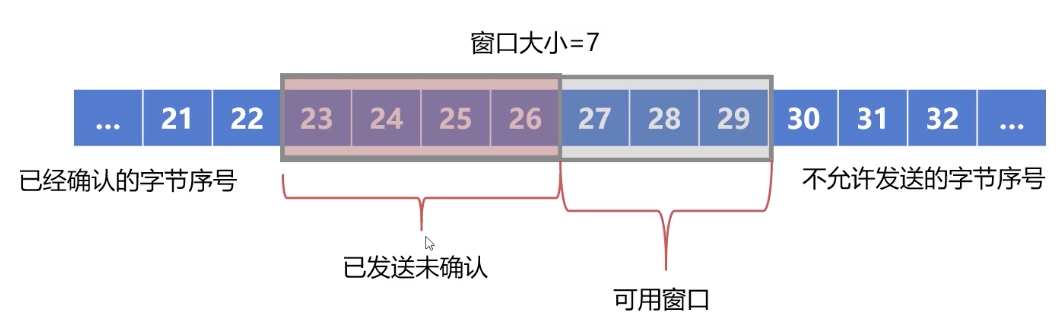 窗口大小=7
... 21 22 23 24 25 26 27 28 29 30 31 32 ...
已经确认的字节序号
不允许发送的字节序号
已发送未确认
可用窗口